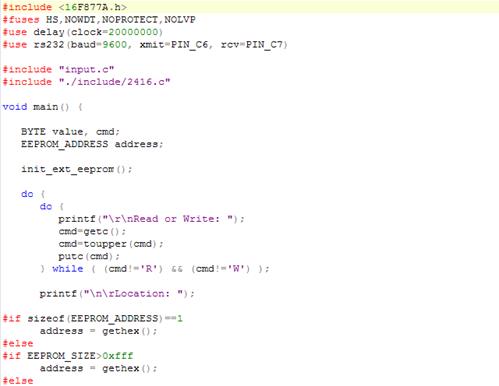 #include <16F877A.h>
#fuses HS,NOWDT,NOPROTECT,NOLVP
#use delay(clock=20000000)
#use rs232(baud=9600, xmit=PIN_C6, rcv=PIN_C7)
#include "input.c"
#include "./include/2416.c"
void main() {
BYTE value, cmd;
EEPROM_ADDRESS address;
init_ext_eeprom();
do {
do {
printf("\r\nRead or Write: ");
cmd=getc();
cmd=toupper(cmd);
putc(cmd);
} while ( (cmd!='R') && (cmd!='W') );
printf("\n\rLocation: ");
#if sizeof(EEPROM_ADDRESS)==1
address = gethex();
#else
#if EEPROM_SIZE>0xfff
address = gethex();
#else